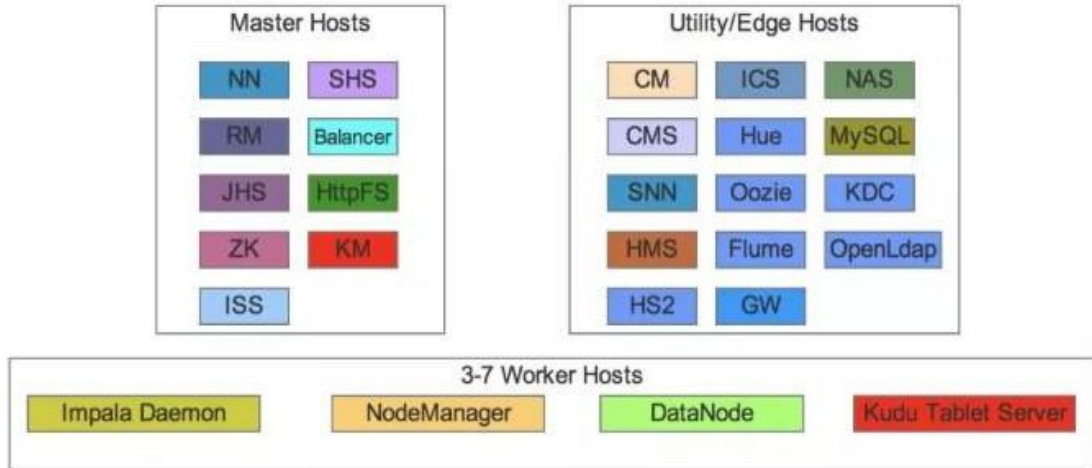 Master Hosts
NN SHS
RM Balancer
JHS HttpFS
ZK KM
ISS
Utility/Edge Hosts
CM ICS NAS
CMS Hue MySQL
SNN Oozie KDC
HMS Flume OpenLdap
HS2 GW
3-7 Worker Hosts
Impala Daemon NodeManager DataNode Kudu Tablet Server